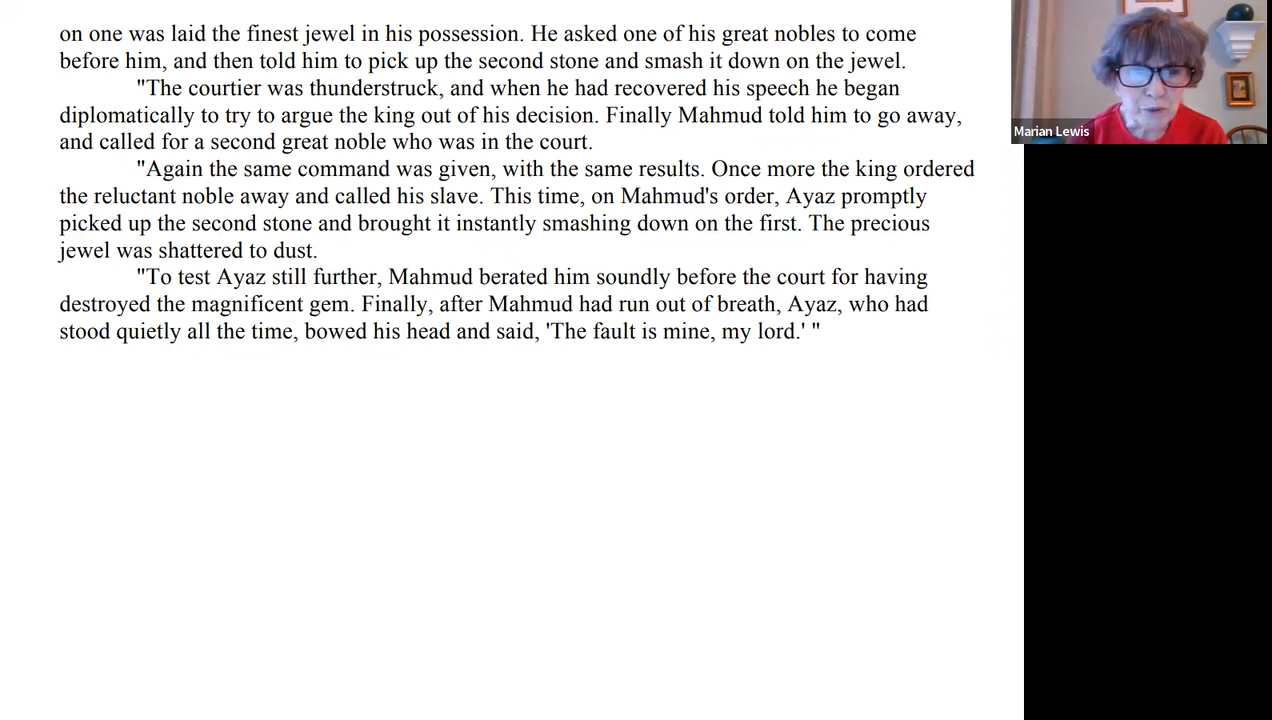 on one was laid the finest jewel in his possession. He asked one of his great nobles to come
before him, and then told him to pick up the second stone and smash it down on the jewel.
"The courtier was thunderstruck, and when he had recovered his speech he began
diplomatically to try to argue the king out of his decision. Finally Mahmud told him to go away,
and called for a second great noble who was in the court.
"Again the same command was given, with the same results. Once more the king ordered
the reluctant noble away and called his slave. This time, on Mahmud's order, Ayaz promptly
picked up the second stone and brought it instantly smashing down on the first. The precious
jewel was shattered to dust.
"To test Ayaz still further, Mahmud berated him soundly before the court for having
destroyed the magnificent gem. Finally, after Mahmud had run out of breath, Ayaz, who had
stood quietly all the time, bowed his head and said, 'The fault is mine, my lord.' "
Marian Lewis